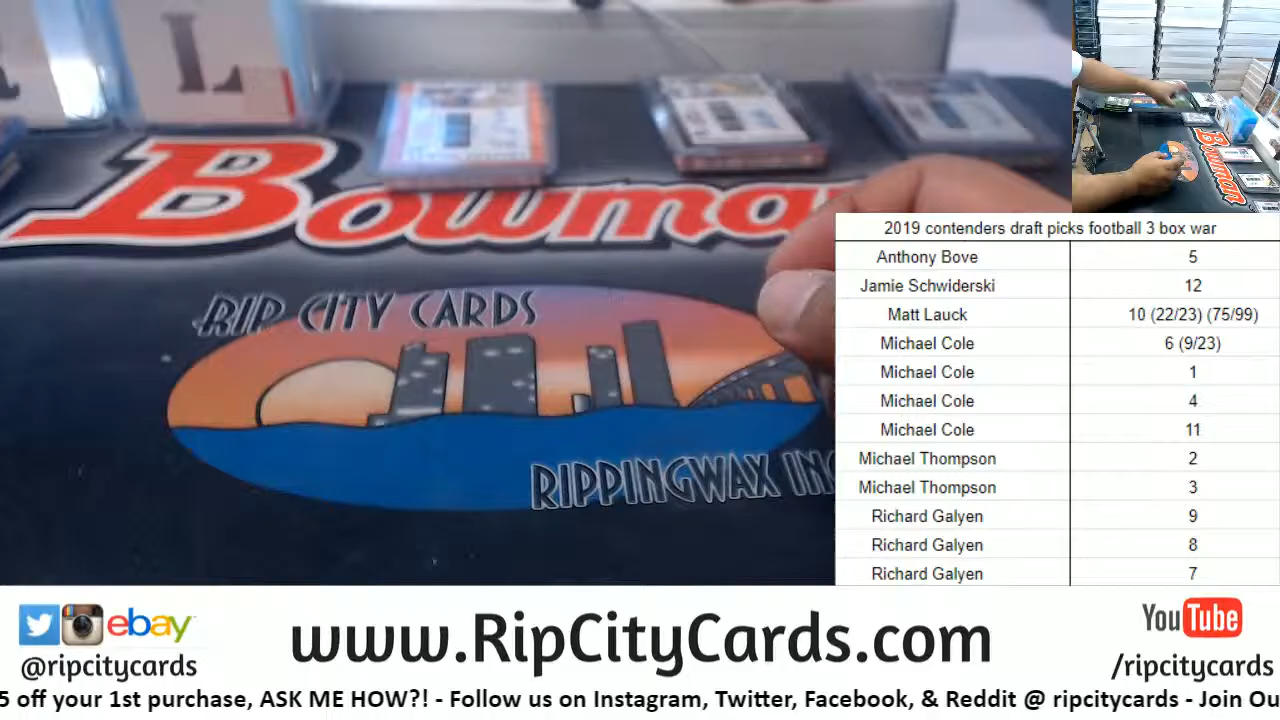 L
Bowma
RIP CITY CARDS
RIPPINGWAX INC
Bowman
2019 contenders draft picks football 3 box war
Anthony Bove 5
Jamie Schwiderski 12
Matt Lauck 10 (22/23) (75/99)
Michael Cole 6 (9/23)
Michael Cole 1
Michael Cole 4
Michael Cole 11
Michael Thompson 2
Michael Thompson 3
Richard Galyen 9
Richard Galyen 8
Richard Galyen 7
ebay
@ripcitycards
www.RipCityCards.com
YouTube
/ripcitycards
5 off your 1st purchase, ASK ME HOW?! - Follow us on Instagram, Twitter, Facebook, & Reddit @ ripcitycards - Join Ou